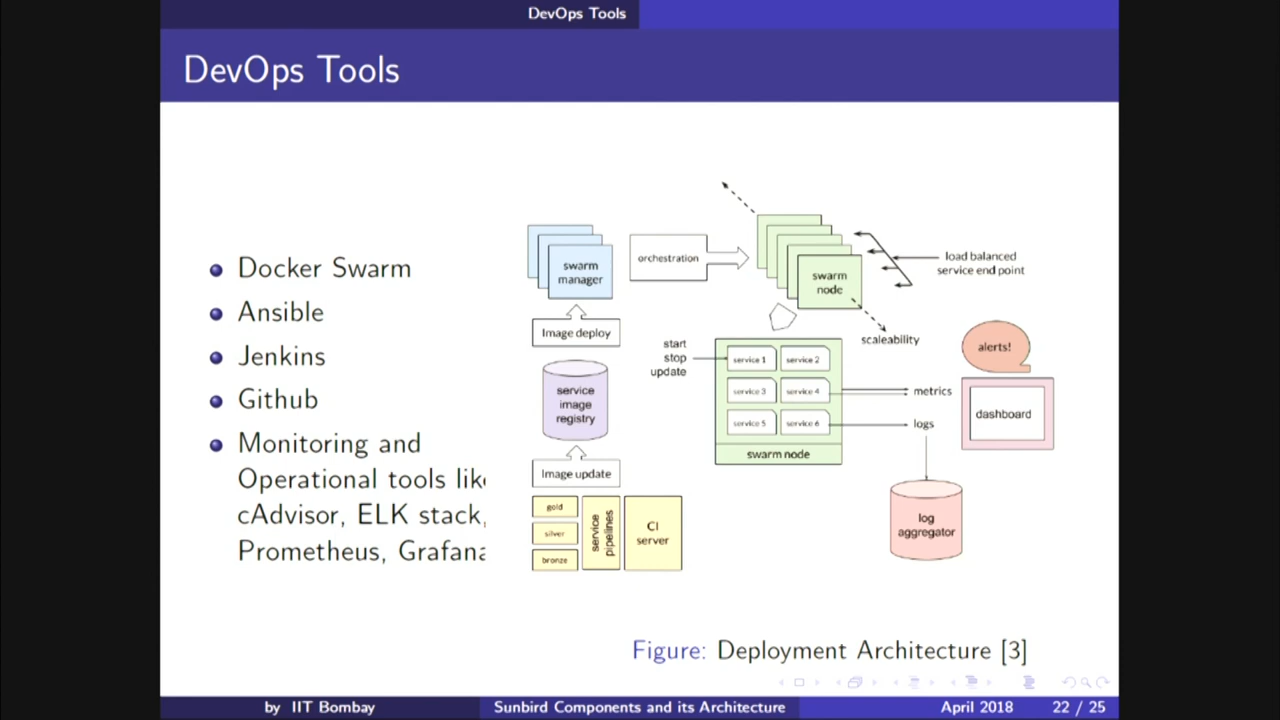 DevOps Tools
DevOps Tools
Docker Swarm
Ansible
Jenkins
Github
Monitoring and
Operational tools
cAdvisor, ELK stack,
Prometheus,
swarm
manager
orchestration
swarm
node
load balanced
service end point
Image deploy
scaleability
start
stop
update
service 1
service 2
service 3
service 4
service 5
service 6
swarm node
metrics
logs
alerts!
dashboard
service
image
registry
Image update
gold
silver
bronze
service
pipelines
CI
server
log
aggregator
Figure: Deployment Architecture [3]
by IIT Bombay
Sunbird Components and its Architecture
April 2018
22 / 25